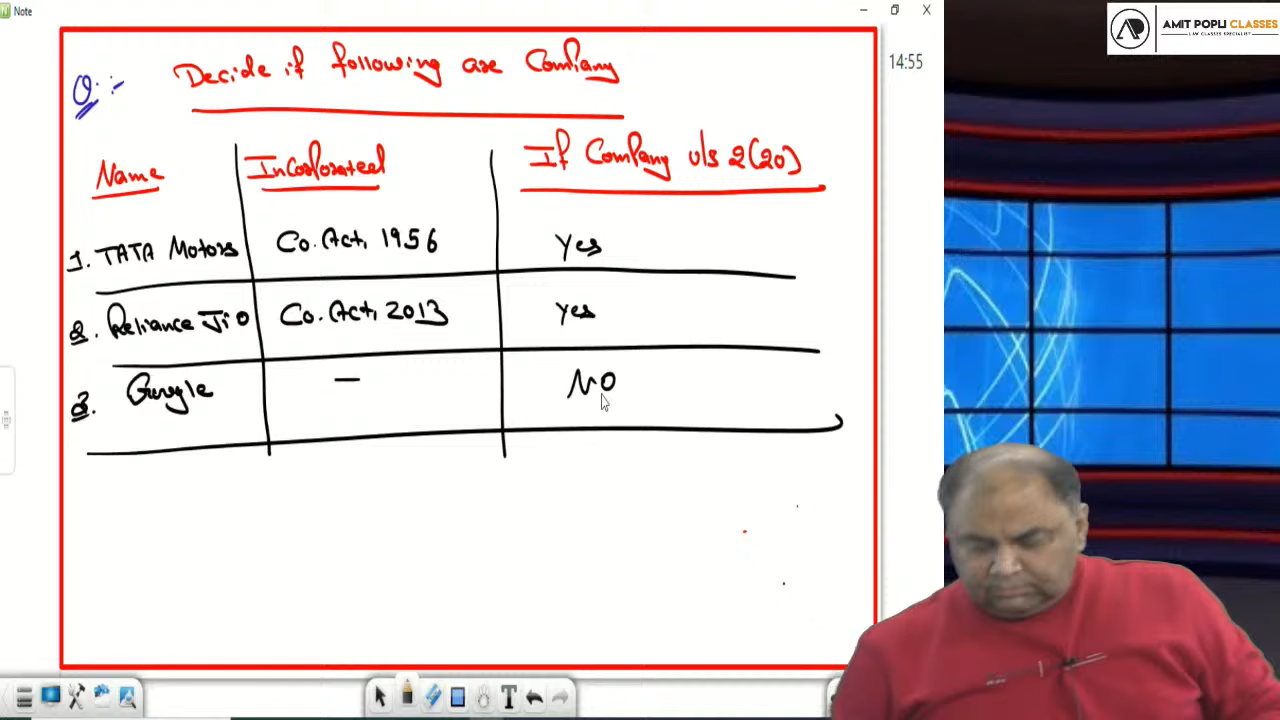 Note
AMIT POPLI CLASSES
LAW CLASSES SPECIALIST
14:55
Q:- Decide if following are Company
Name Incorporated If Company u/s 2(20)
1. TATA Motors Co. Act, 1956 Yes
2. Reliance Jio Co. Act, 2013 Yes
3. Google — NO
T